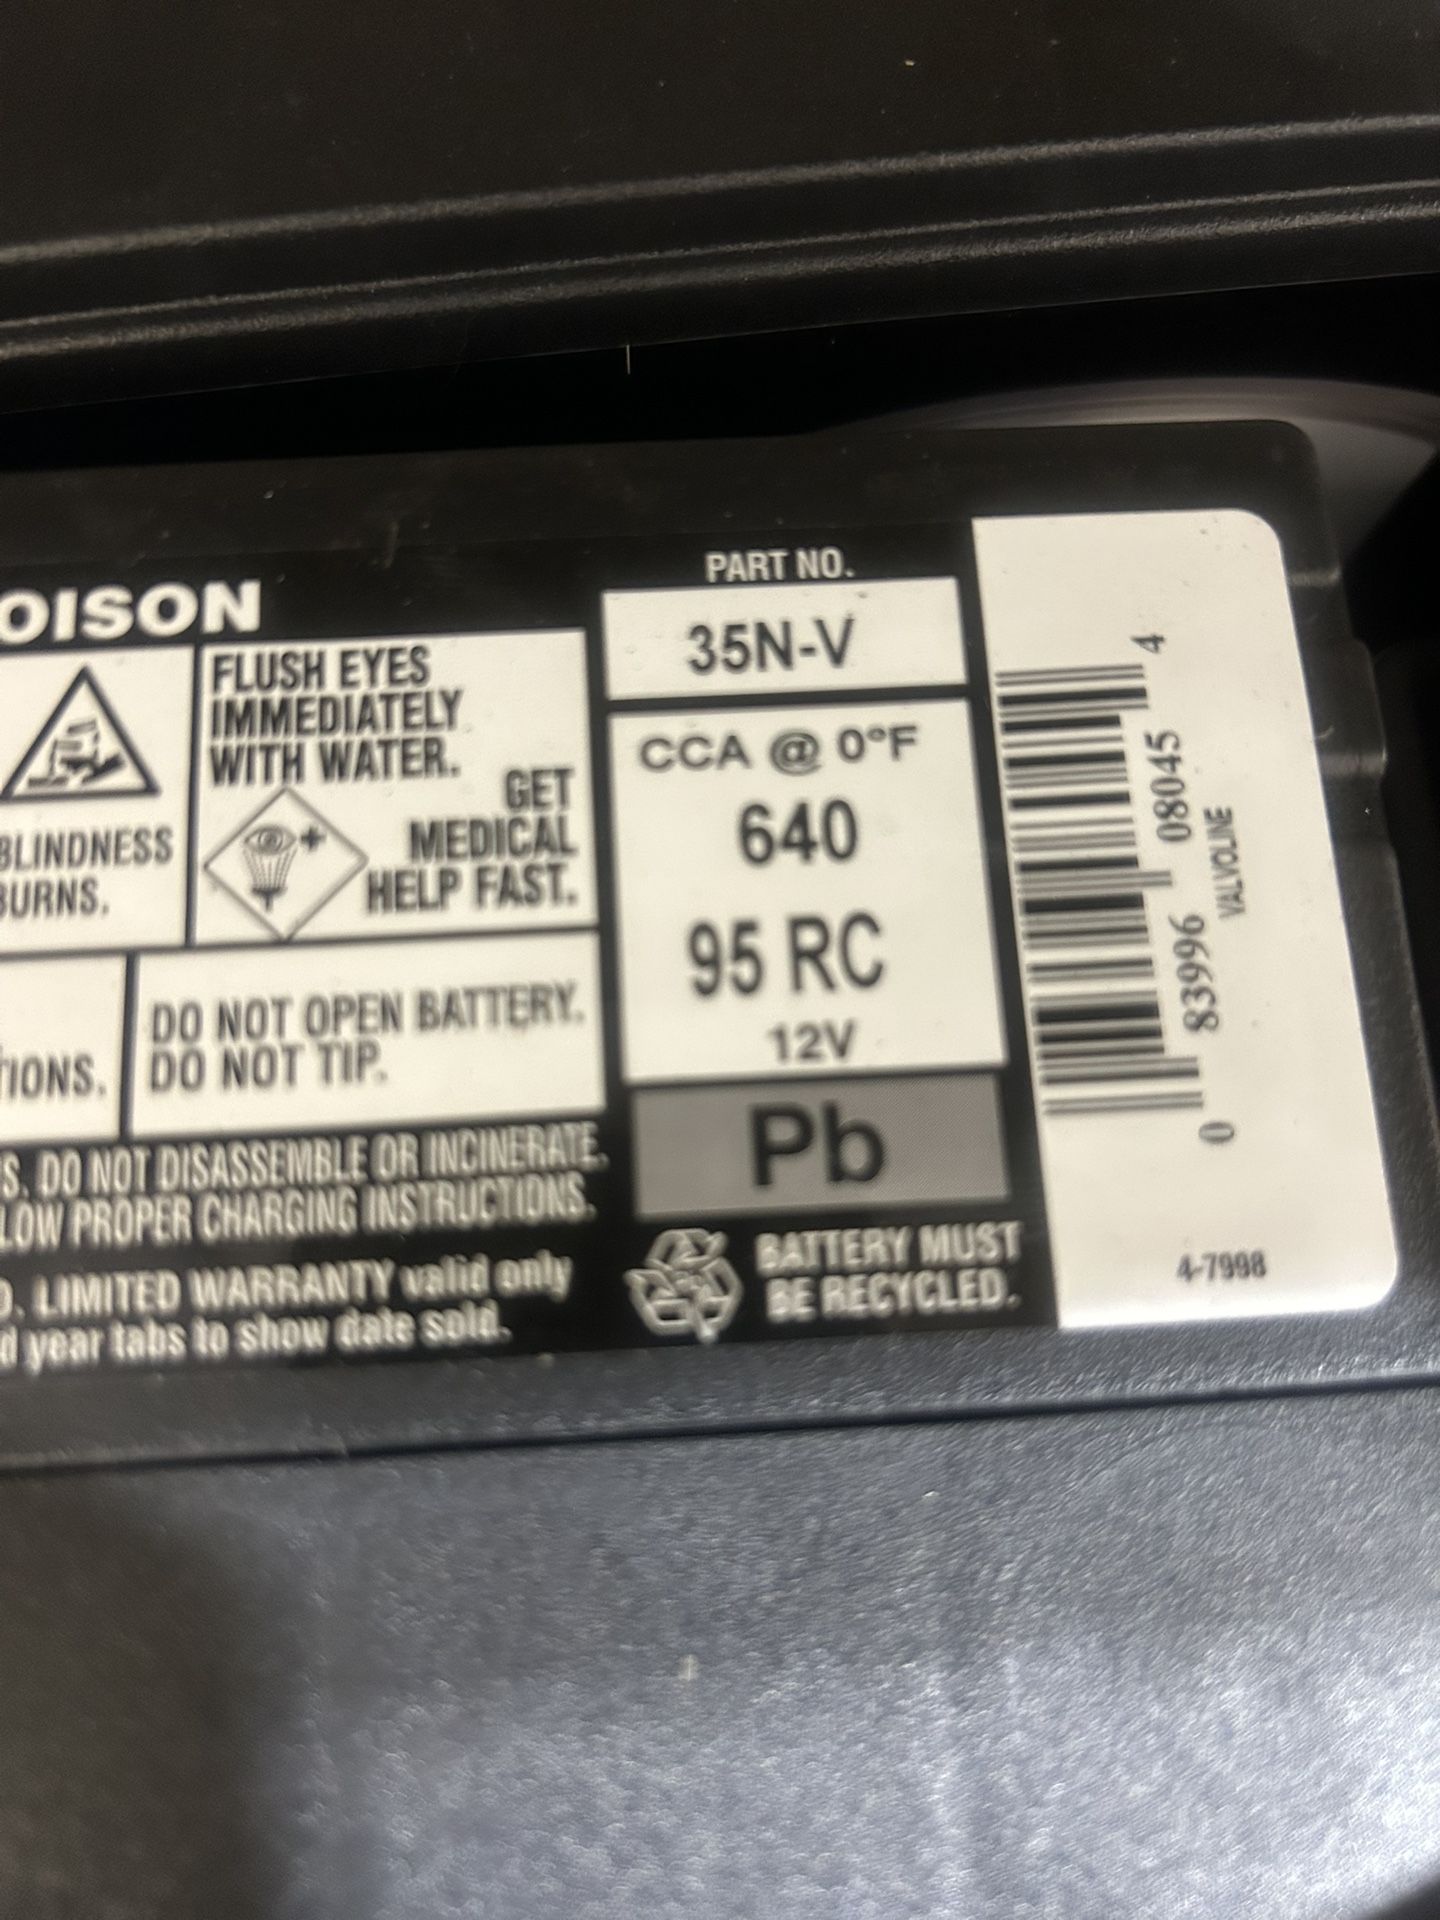 OISON
FLUSH EYES
IMMEDIATELY
WITH WATER.
GET
MEDICAL
HELP FAST.
BLINDNESS
BURNS.
TIONS.
DO NOT OPEN BATTERY.
DO NOT TIP.
S. DO NOT DISASSEMBLE OR INCINERATE.
LOW PROPER CHARGING INSTRUCTIONS.
D. LIMITED WARRANTY valid only
d year tabs to show date sold.
PART NO.
35N-V
CCA @ 0°F
640
95 RC
12V
Pb
BATTERY MUST
BE RECYCLED.
0 83996 08045 4
VALVOLINE
4-7998